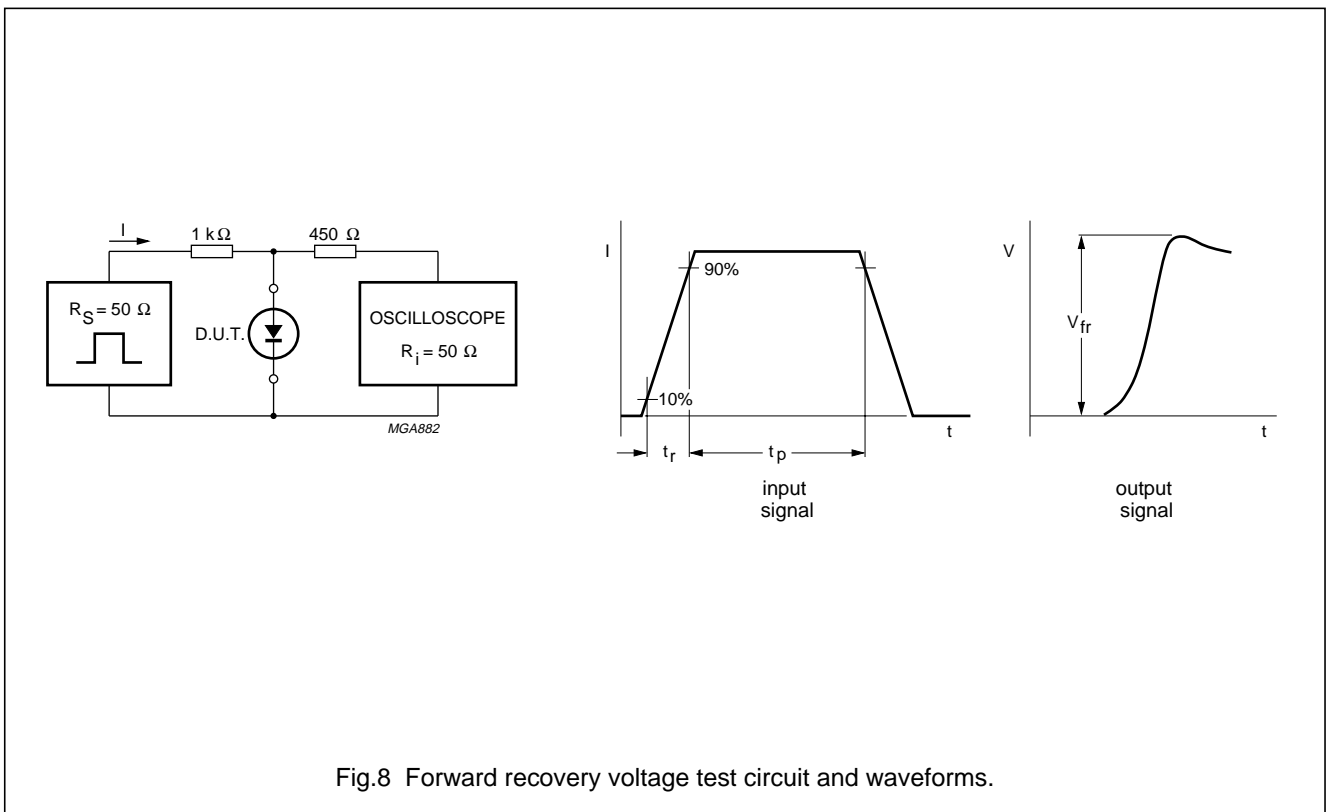 I
1 kΩ
450 Ω
R_S = 50 Ω
D.U.T.
OSCILLOSCOPE
R_i = 50 Ω
MGA882
I
90%
10%
t
t_r
t_p
input
signal
V
V_fr
t
output
signal
Fig.8 Forward recovery voltage test circuit and waveforms.